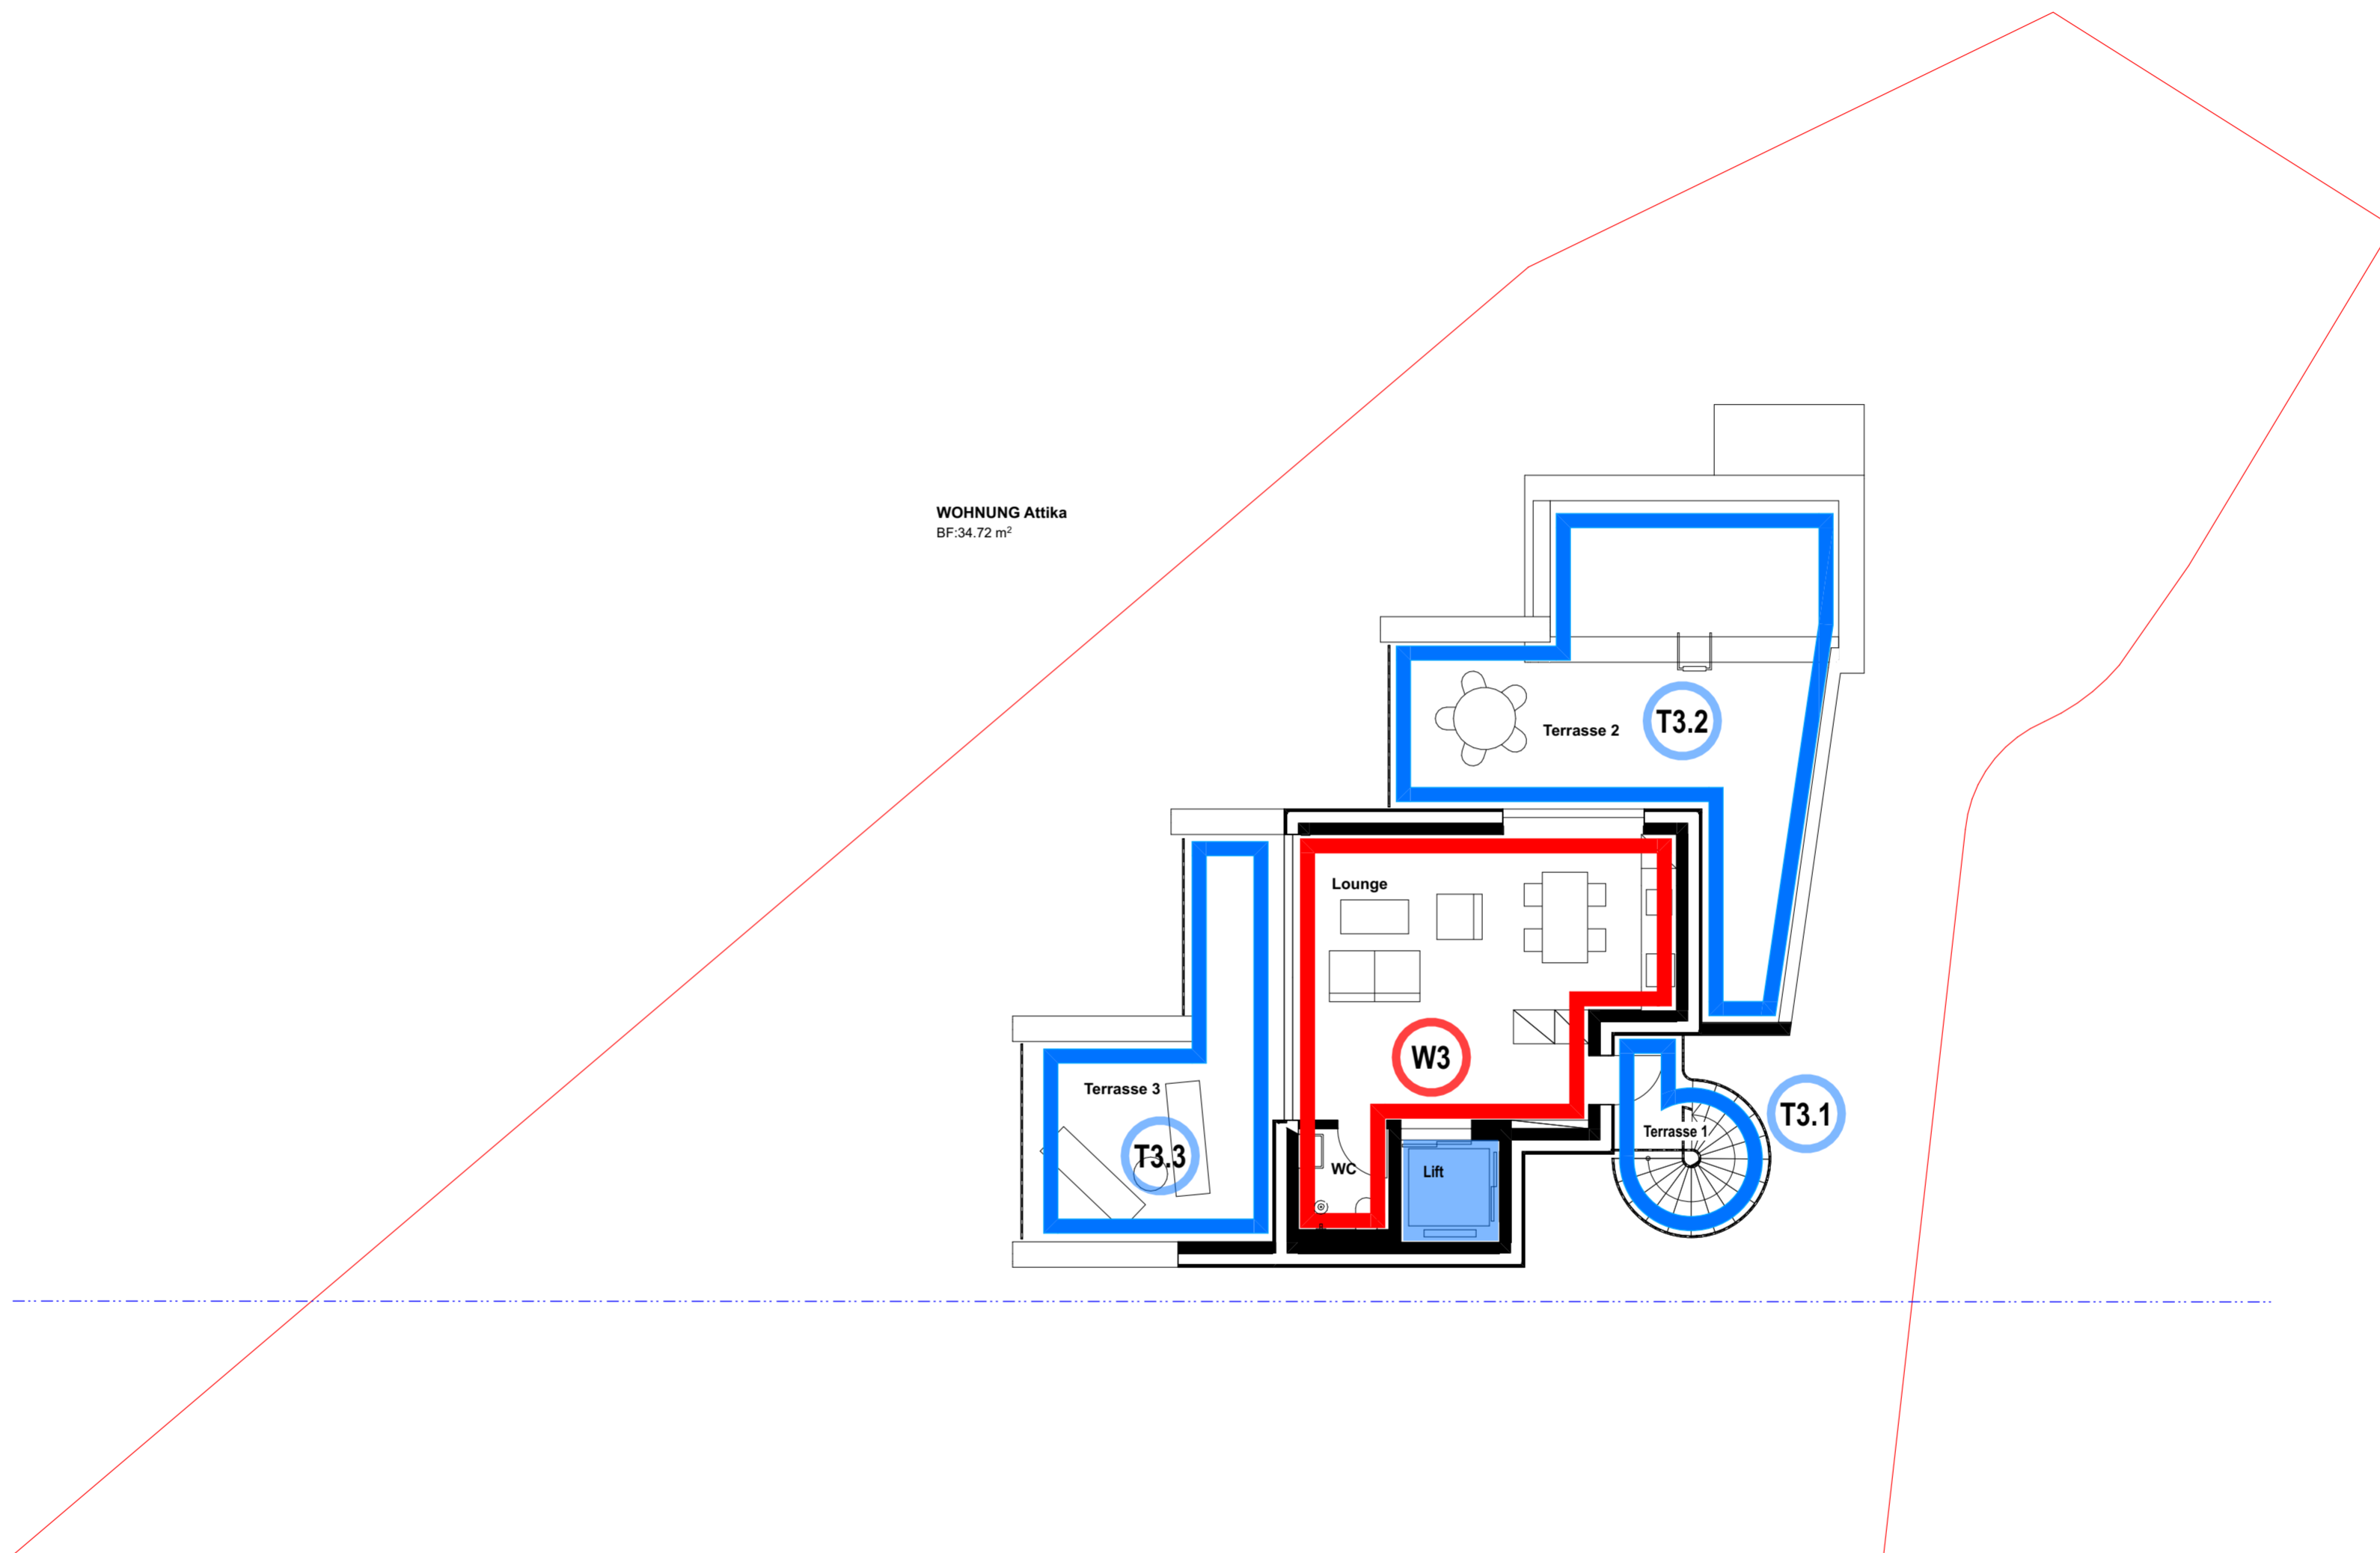 WOHNUNG Attika
BF:34.72 m²
T3.2
Terrasse 2
Lounge
W3
Terrasse 3
T3.1
Terrasse 1
T3.3
WC
Lift